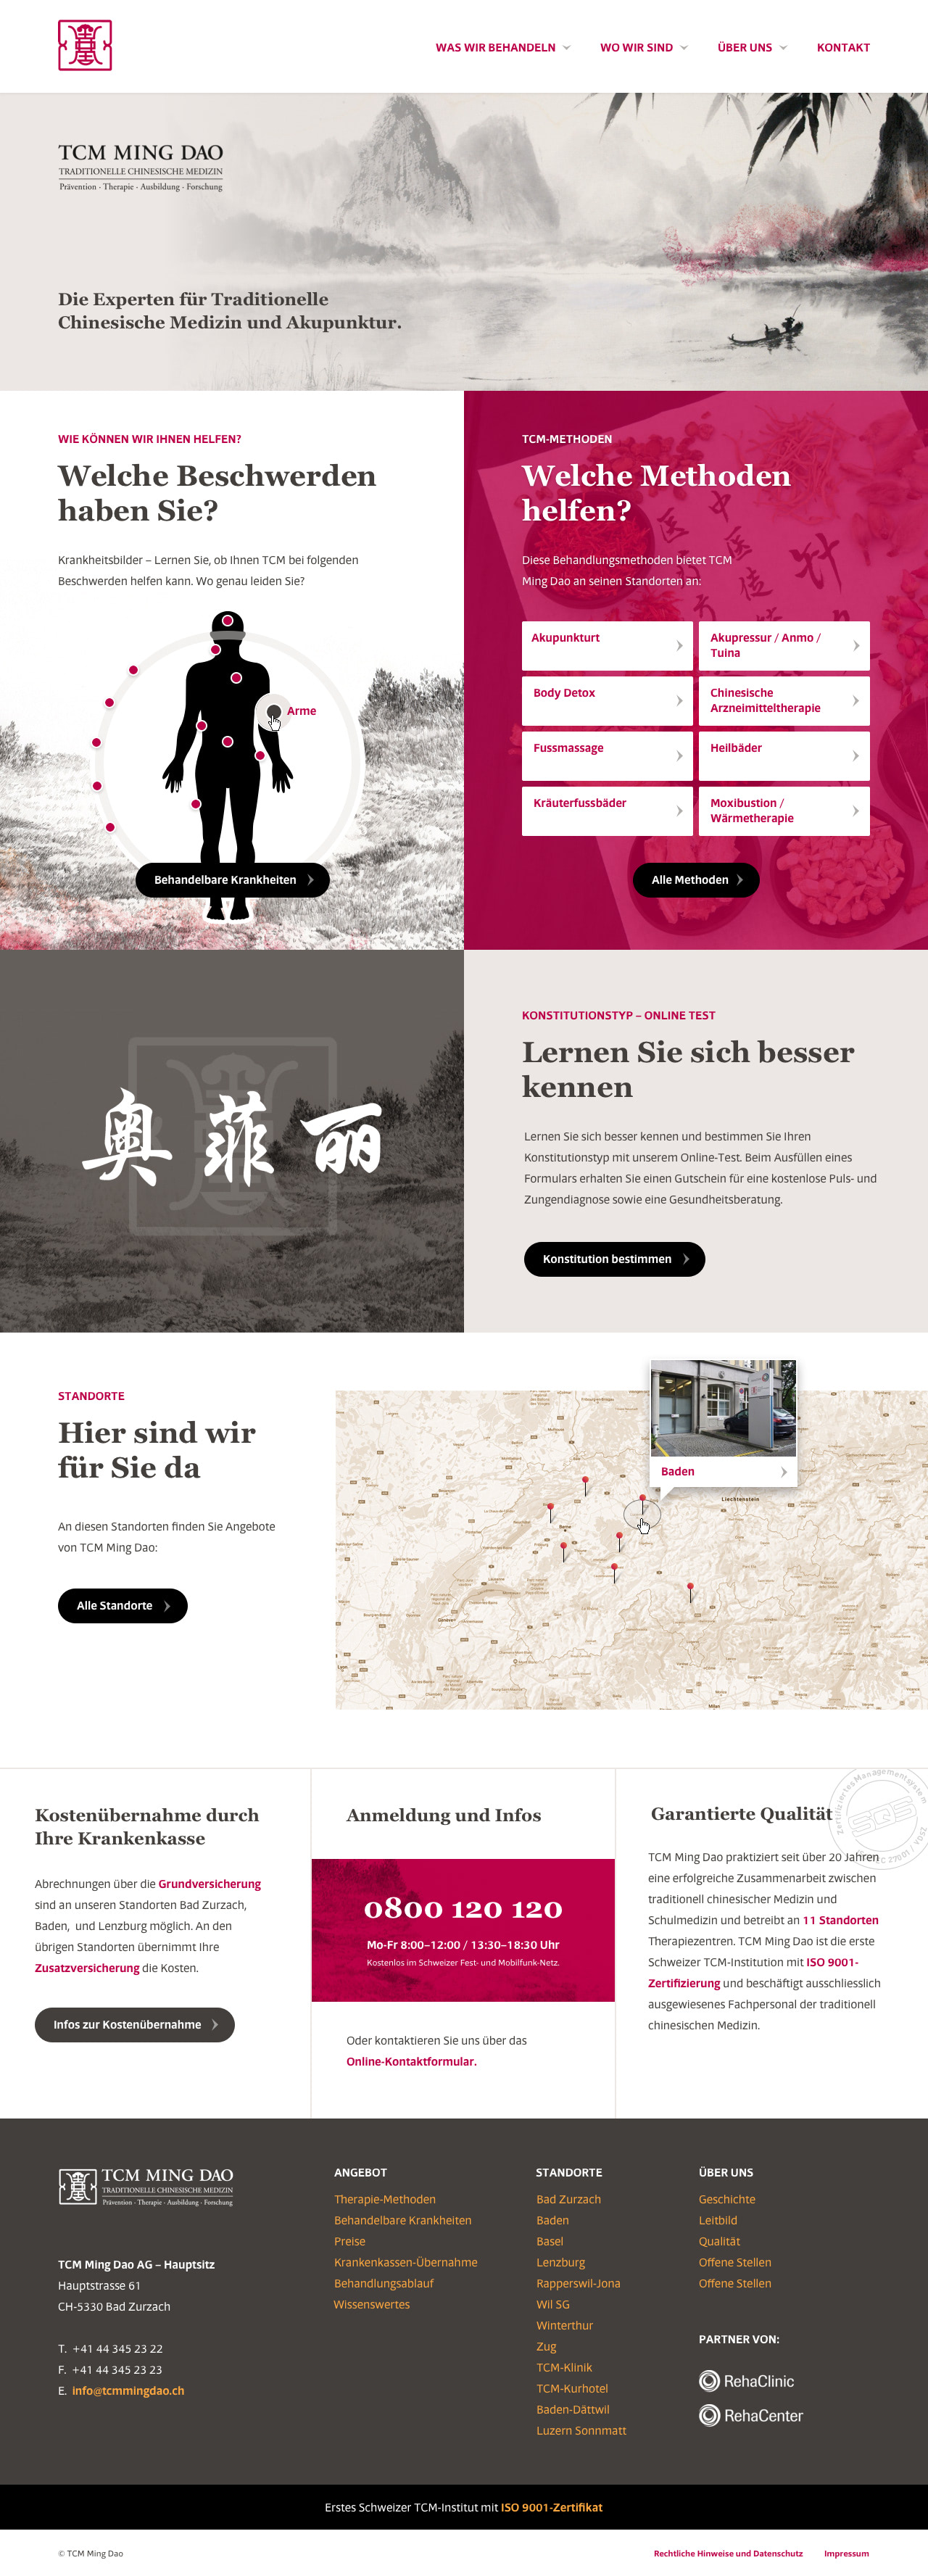 WAS WIR BEHANDELN
WO WIR SIND
ÜBER UNS
KONTAKT
TCM MING DAO
TRADITIONELLE CHINESISCHE MEDIZIN
Prävention - Therapie - Ausbildung - Forschung
Die Experten für Traditionelle
Chinesische Medizin und Akupunktur.
WIE KÖNNEN WIR IHNEN HELFEN?
Welche Beschwerden
haben Sie?
Krankheitsbilder – Lernen Sie, ob Ihnen TCM bei folgenden
Beschwerden helfen kann. Wo genau leiden Sie?
Arme
Behandelbare Krankheiten
TCM-METHODEN
Welche Methoden
helfen?
Diese Behandlungsmethoden bietet TCM
Ming Dao an seinen Standorten an:
Akupunkturt
Akupressur / Anmo /
Tuina
Body Detox
Chinesische
Arzneimitteltherapie
Fussmassage
Heilbäder
Kräuterfussbäder
Moxibustion /
Wärmetherapie
Alle Methoden
奥菲丽
KONSTITUTIONSTYP – ONLINE TEST
Lernen Sie sich besser
kennen
Lernen Sie sich besser kennen und bestimmen Sie Ihren
Konstitutionstyp mit unserem Online-Test. Beim Ausfüllen eines
Formulars erhalten Sie einen Gutschein für eine kostenlose Puls- und
Zungendiagnose sowie eine Gesundheitsberatung.
Konstitution bestimmen
STANDORTE
Hier sind wir
für Sie da
An diesen Standorten finden Sie Angebote
von TCM Ming Dao:
Alle Standorte
Baden
Liechtenstein
Kostenübernahme durch
Ihre Krankenkasse
Abrechnungen über die Grundversicherung
sind an unseren Standorten Bad Zurzach,
Baden, und Lenzburg möglich. An den
übrigen Standorten übernimmt Ihre
Zusatzversicherung die Kosten.
Infos zur Kostenübernahme
Anmeldung und Infos
0800 120 120
Mo-Fr 8:00–12:00 / 13:30–18:30 Uhr
Kostenlos im Schweizer Fest- und Mobilfunk-Netz.
Oder kontaktieren Sie uns über das
Online-Kontaktformular.
Garantierte Qualität
Zertifiziertes Managementsystem
SQS
TCM Ming Dao praktiziert seit über 20 Jahren
eine erfolgreiche Zusammenarbeit zwischen
traditionell chinesischer Medizin und
Schulmedizin und betreibt an 11 Standorten
Therapiezentren. TCM Ming Dao ist die erste
Schweizer TCM-Institution mit ISO 9001-
Zertifizierung und beschäftigt ausschliesslich
ausgewiesenes Fachpersonal der traditionell
chinesischen Medizin.
TCM MING DAO
TRADITIONELLE CHINESISCHE MEDIZIN
Prävention - Therapie - Ausbildung - Forschung
TCM Ming Dao AG – Hauptsitz
Hauptstrasse 61
CH-5330 Bad Zurzach
T. +41 44 345 23 22
F. +41 44 345 23 23
E. info@tcmmingdao.ch
ANGEBOT
Therapie-Methoden
Behandelbare Krankheiten
Preise
Krankenkassen-Übernahme
Behandlungsablauf
Wissenswertes
STANDORTE
Bad Zurzach
Baden
Basel
Lenzburg
Rapperswil-Jona
Wil SG
Winterthur
Zug
TCM-Klinik
TCM-Kurhotel
Baden-Dättwil
Luzern Sonnmatt
ÜBER UNS
Geschichte
Leitbild
Qualität
Offene Stellen
Offene Stellen
PARTNER VON:
RehaClinic
RehaCenter
Erstes Schweizer TCM-Institut mit ISO 9001-Zertifikat
© TCM Ming Dao
Rechtliche Hinweise und Datenschutz
Impressum